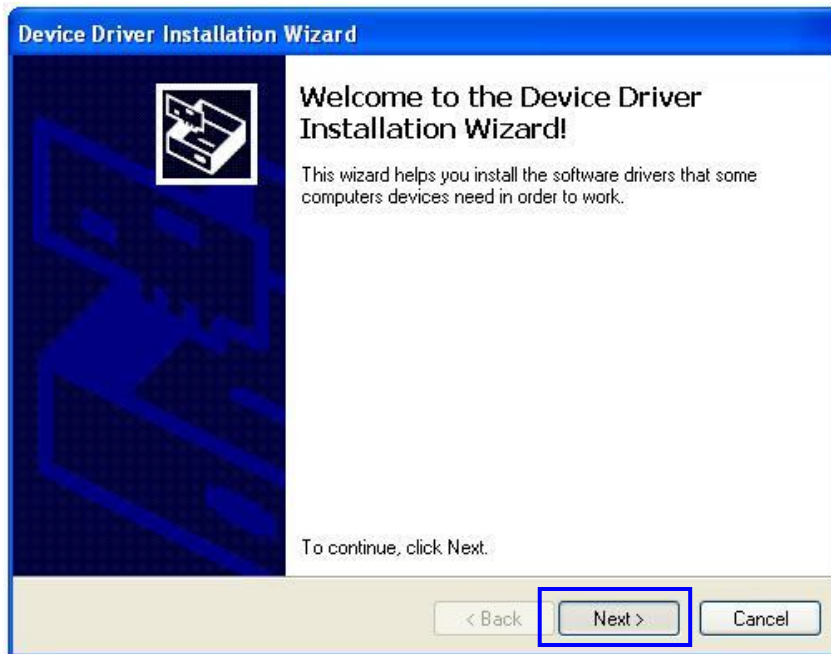 Device Driver Installation Wizard
Welcome to the Device Driver
Installation Wizard!
This wizard helps you install the software drivers that some
computers devices need in order to work.
To continue, click Next.
< Back Next > Cancel